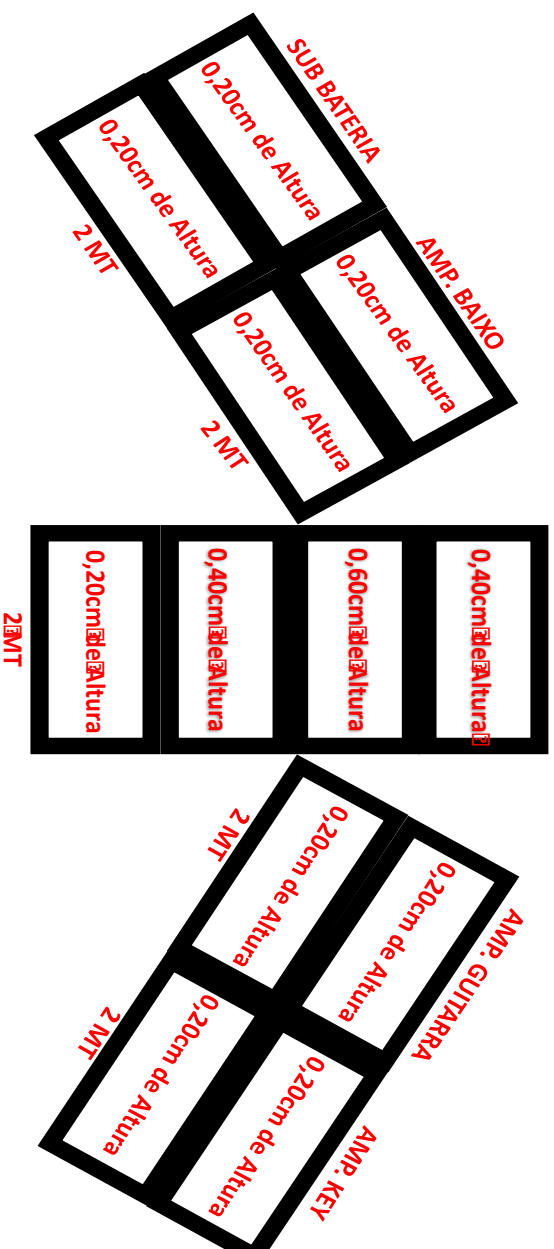 SUB BATERIA
0,20cm de Altura
0,20cm de Altura
2 MT
AMP. BAIXO
0,20cm de Altura
0,20cm de Altura
2 MT
0,20cm de Altura
0,40cm de Altura
0,60cm de Altura
0,40cm de Altura
2 MT
2 MT
0,20cm de Altura
0,20cm de Altura
AMP. GUITARRA
2 MT
0,20cm de Altura
0,20cm de Altura
AMP. KEY